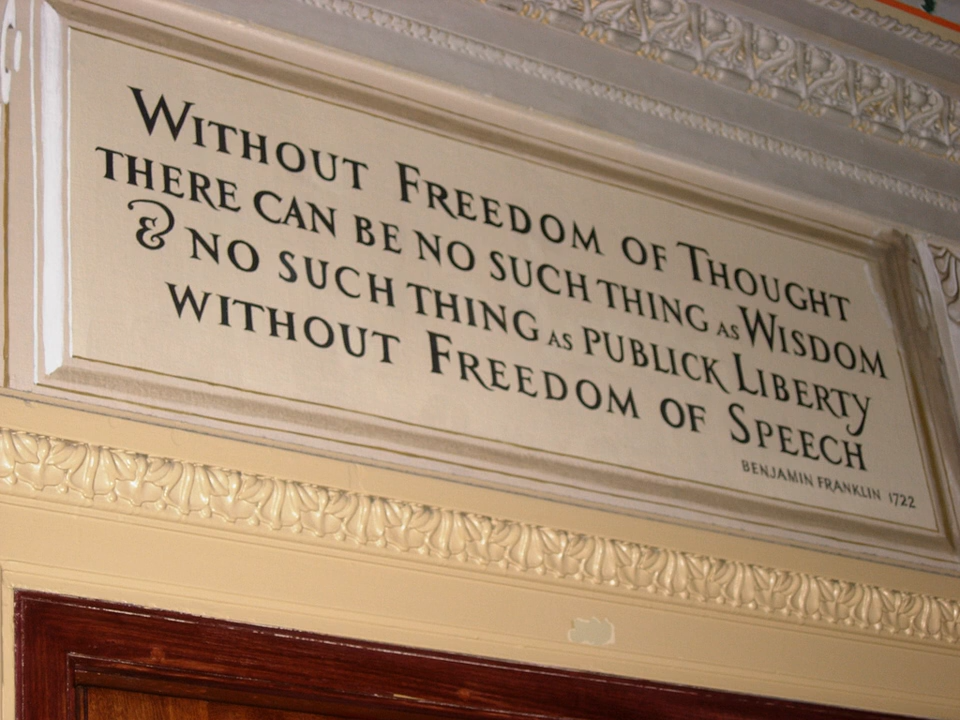 Without Freedom of Thought
there can be no such thing as Wisdom
& no such thing as publick Liberty
without Freedom of Speech
Benjamin Franklin 1722